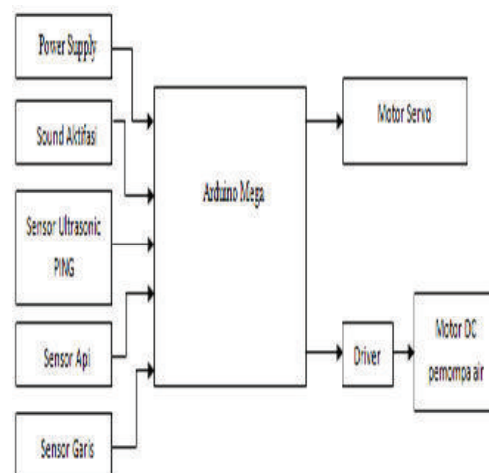 Power Supply
Sound Aktifasi
Sensor Ultrasonic
PING
Sensor Api
Sensor Garis
Arduino Mega
Motor Servo
Driver
Motor DC
pemompa air